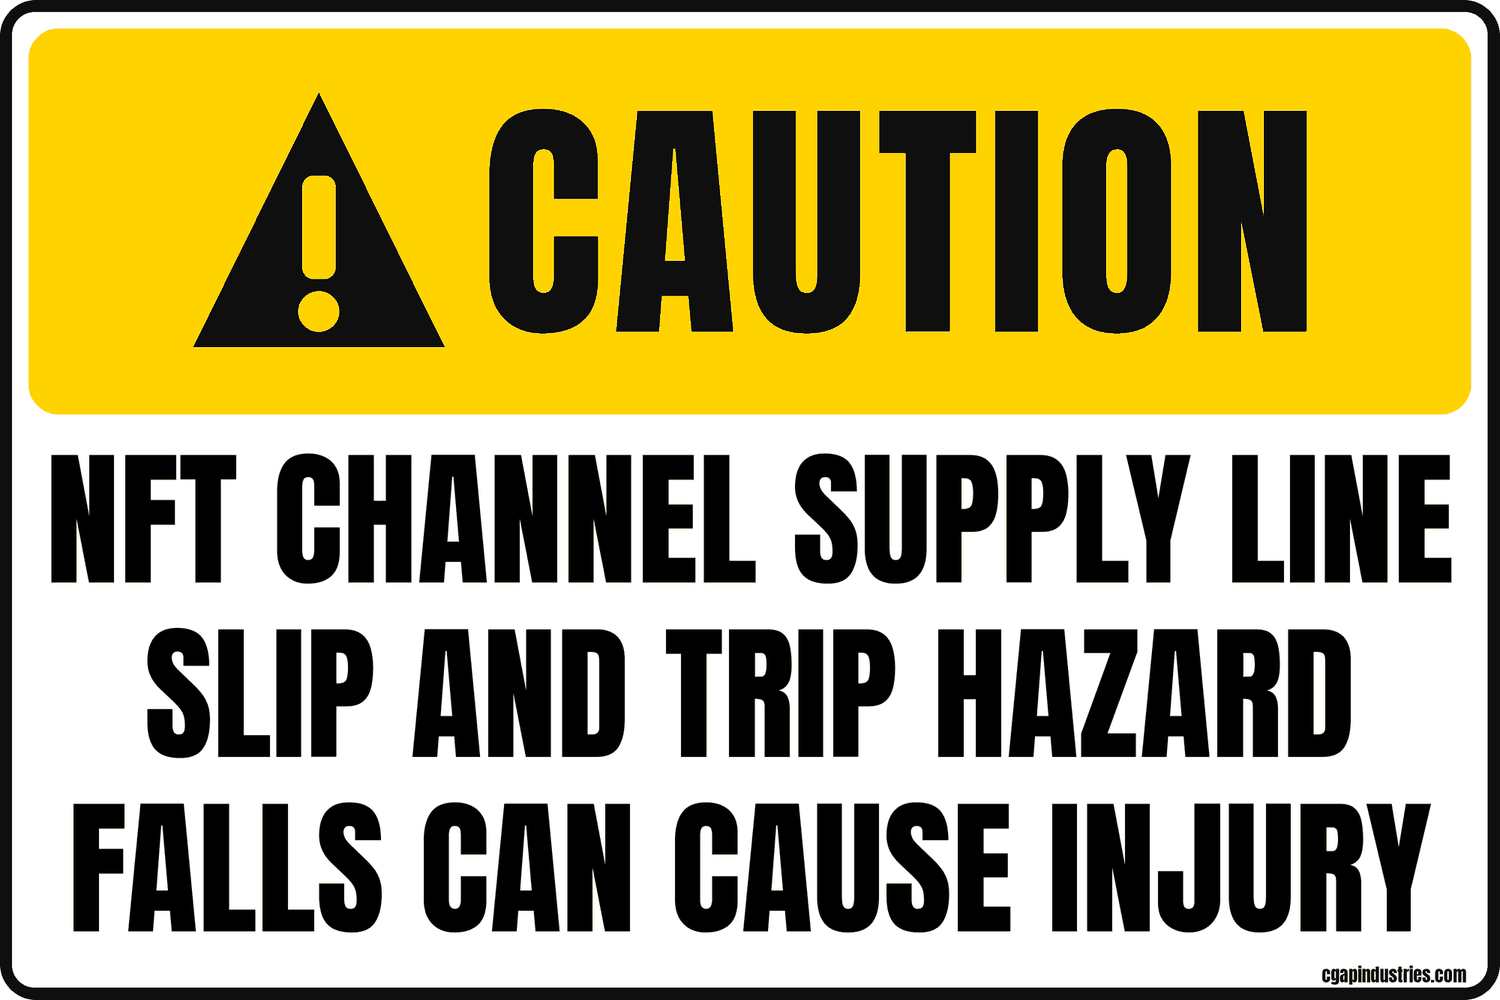 CAUTION
NFT CHANNEL SUPPLY LINE
SLIP AND TRIP HAZARD
FALLS CAN CAUSE INJURY
cgapindustries.com